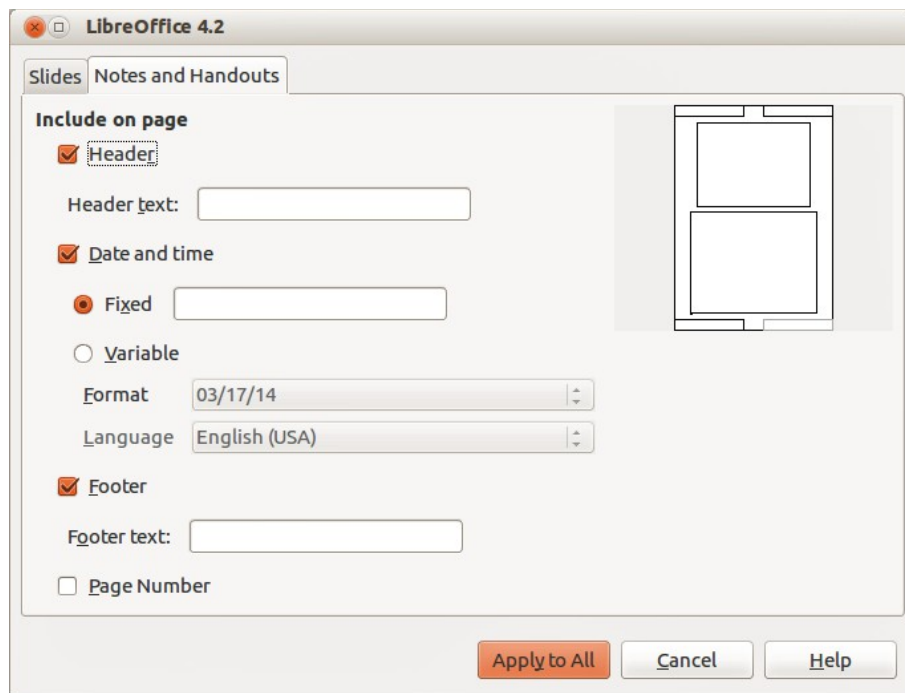 LibreOffice 4.2
Slides Notes and Handouts
Include on page
Header
Header text:
Date and time
Fixed
Variable
Format 03/17/14
Language English (USA)
Footer
Footer text:
Page Number
Apply to All Cancel Help